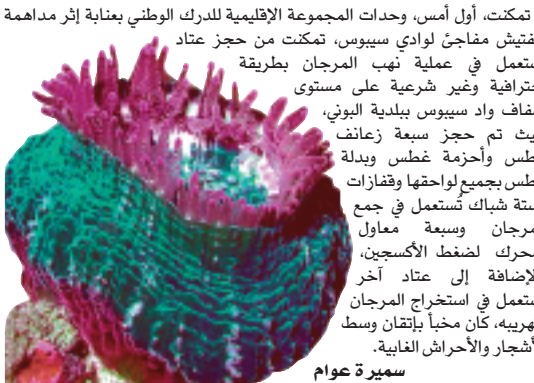 تمكنت، أول أمس، وحدات المجموعة الإقليمية للدرك الوطني بعنابة إثر مداهمة
فتيش مفاجئ لوادي سيبوس، تمكنت من حجز عتاد
ستعمل في عملية نهب المرجان بطريقة
حترافية وغير شرعية على مستوى
ضفاف واد سيبوس ببلدية البوني،
يث تم حجز سبعة زعانف
طس وأحزمة غطس وبدلة
طس بجميع لواحقها وقفازات
ستة شباك تُستعمل في جمع
مرجان وسبعة معاول
محرك لضغط الأكسجين،
لإضافة إلى عتاد آخر
ستعمل في استخراج المرجان
هريبه، كان مخبأ بإتقان وسط
أشجار والأحراش الغابية.
سميرة عوام